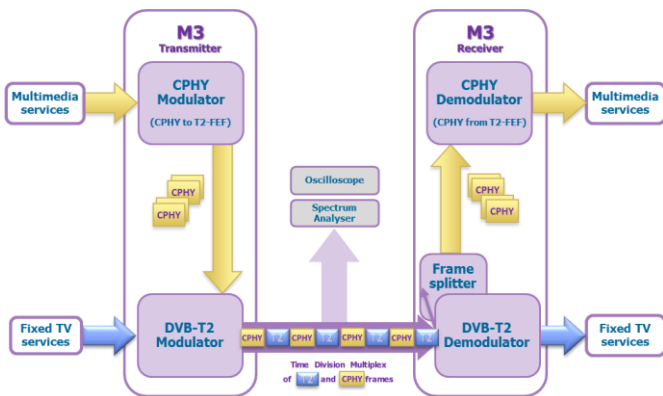 M3
Transmitter
M3
Receiver
CPHY
Modulator
(CPHY to T2-FEF)
CPHY
Demodulator
(CPHY from T2-FEF)
Multimedia
services
Multimedia
services
CPHY
CPHY
Oscilloscope
Spectrum
Analyser
CPHY
CPHY
Frame
splitter
Fixed TV
services
DVB-T2
Modulator
CPHY T2 CPHY T2 CPHY T2 CPHY T2
DVB-T2
Demodulator
Fixed TV
services
Time Division Multiplex
of T2 and CPHY frames